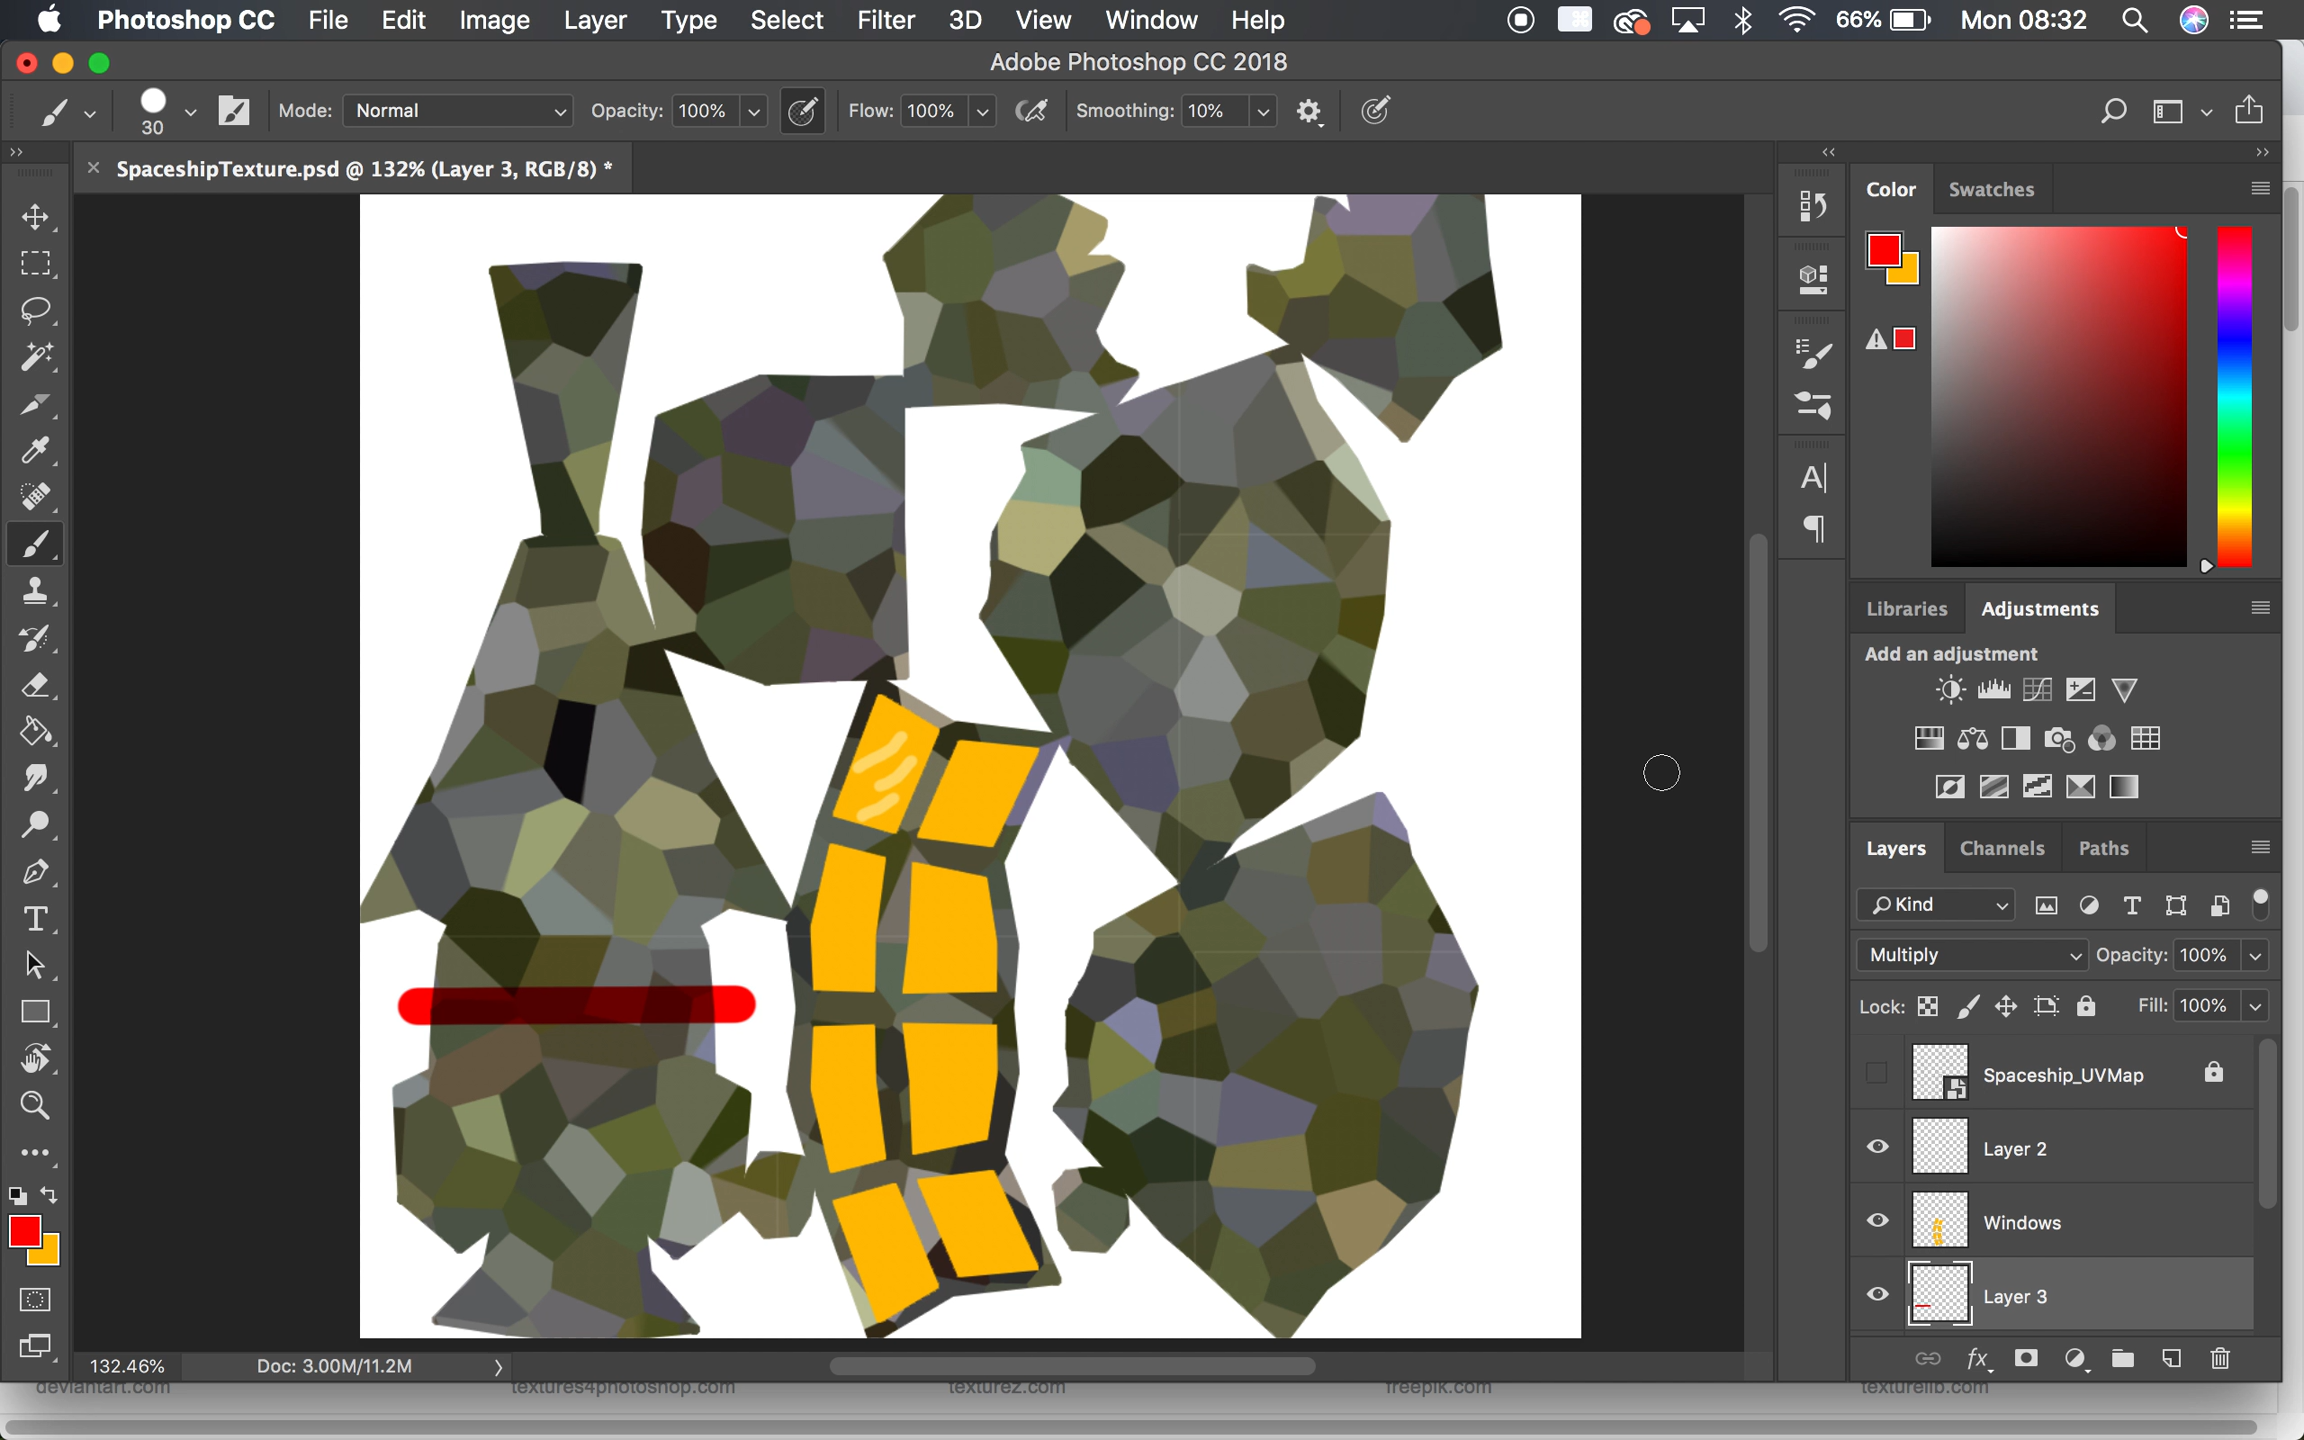 Photoshop CC File Edit Image Layer Type Select Filter 3D View Window Help 66% Mon 08:32
Adobe Photoshop CC 2018
30 Mode: Normal Opacity: 100% Flow: 100% Smoothing: 10%
SpaceshipTexture.psd @ 132% (Layer 3, RGB/8) *
Color Swatches
Libraries Adjustments
Add an adjustment
Layers Channels Paths
Kind
Multiply Opacity: 100%
Lock: Fill: 100%
Spaceship_UVMap
Layer 2
Windows
Layer 3
132.46% Doc: 3.00M/11.2M
deviantart.com textures4photoshop.com texturez.com freepik.com texturelib.com